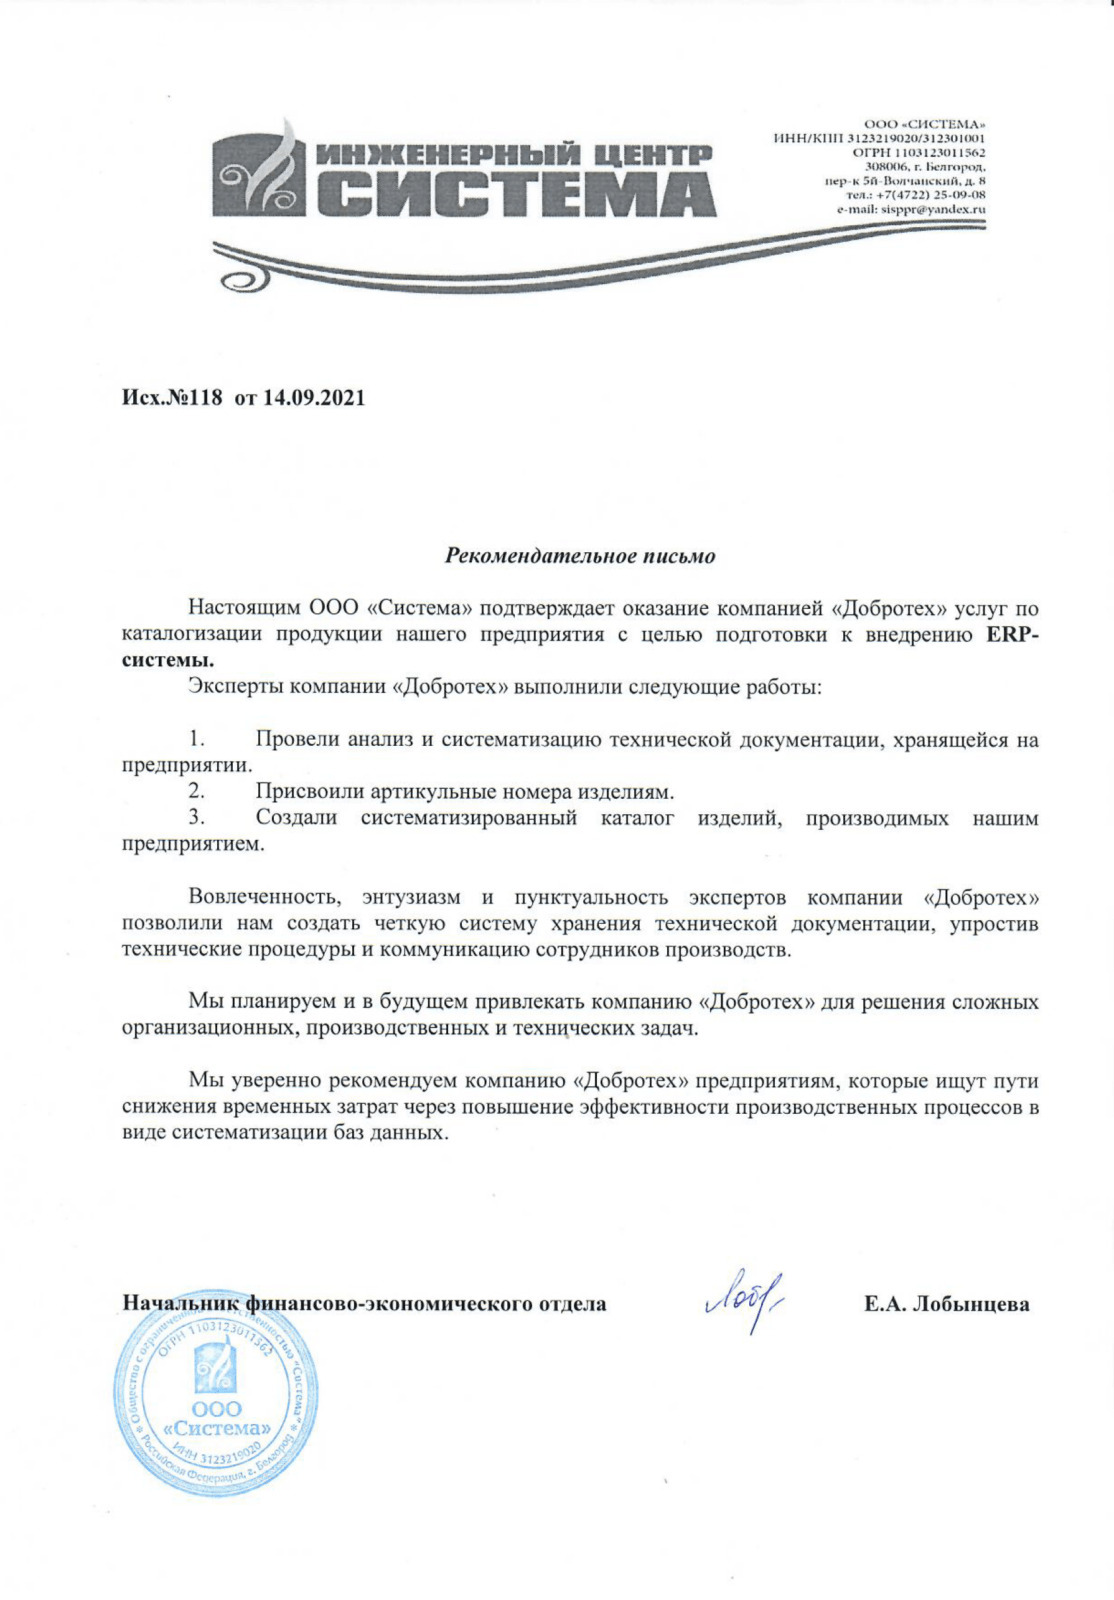 ИНЖЕНЕРНЫЙ ЦЕНТР
СИСТЕМА
ООО «СИСТЕМА»
ИНН/КПП 3123219020/312301001
ОГРН 1103123011562
308006, г. Белгород,
пер-к 5й-Волчанский, д. 8
тел.: +7(4722) 25-09-08
e-mail: sisppr@yandex.ru
Исх.№118 от 14.09.2021
Рекомендательное письмо
Настоящим ООО «Система» подтверждает оказание компанией «Добротех» услуг по
каталогизации продукции нашего предприятия с целью подготовки к внедрению ERP-
системы.
Эксперты компании «Добротех» выполнили следующие работы:
1. Провели анализ и систематизацию технической документации, хранящейся на
предприятии.
2. Присвоили артикульные номера изделиям.
3. Создали систематизированный каталог изделий, производимых нашим
предприятием.
Вовлеченность, энтузиазм и пунктуальность экспертов компании «Добротех»
позволили нам создать четкую систему хранения технической документации, упростив
технические процедуры и коммуникацию сотрудников производств.
Мы планируем и в будущем привлекать компанию «Добротех» для решения сложных
организационных, производственных и технических задач.
Мы уверенно рекомендуем компанию «Добротех» предприятиям, которые ищут пути
снижения временных затрат через повышение эффективности производственных процессов в
виде систематизации баз данных.
Начальник финансово-экономического отдела Е.А. Лобынцева
Общество с ограниченной ответственностью «Система»
ОГРН 1103123011562
ООО
«Система»
ИНН 3123219020
Российская Федерация, г. Белгород